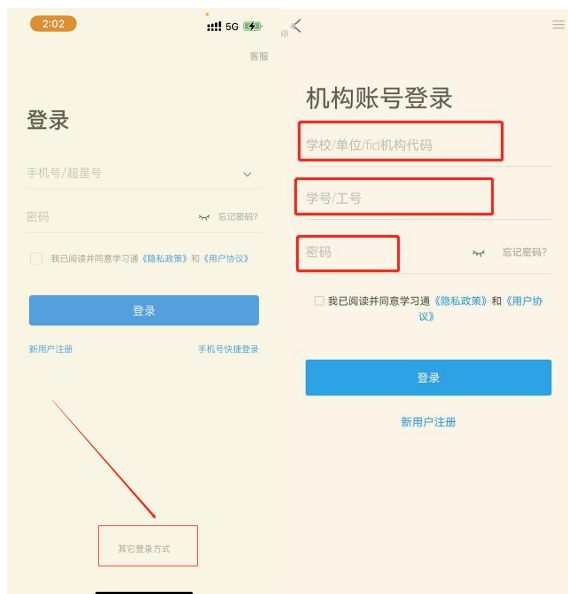 2:02
5G
客服
登录
手机号/超星号
密码
忘记密码?
我已阅读并同意学习通《隐私政策》和《用户协议》
登录
新用户注册
手机号快捷登录
其它登录方式
机构账号登录
学校/单位/fid机构代码
学号/工号
密码
忘记密码?
我已阅读并同意学习通《隐私政策》和《用户协
议》
登录
新用户注册